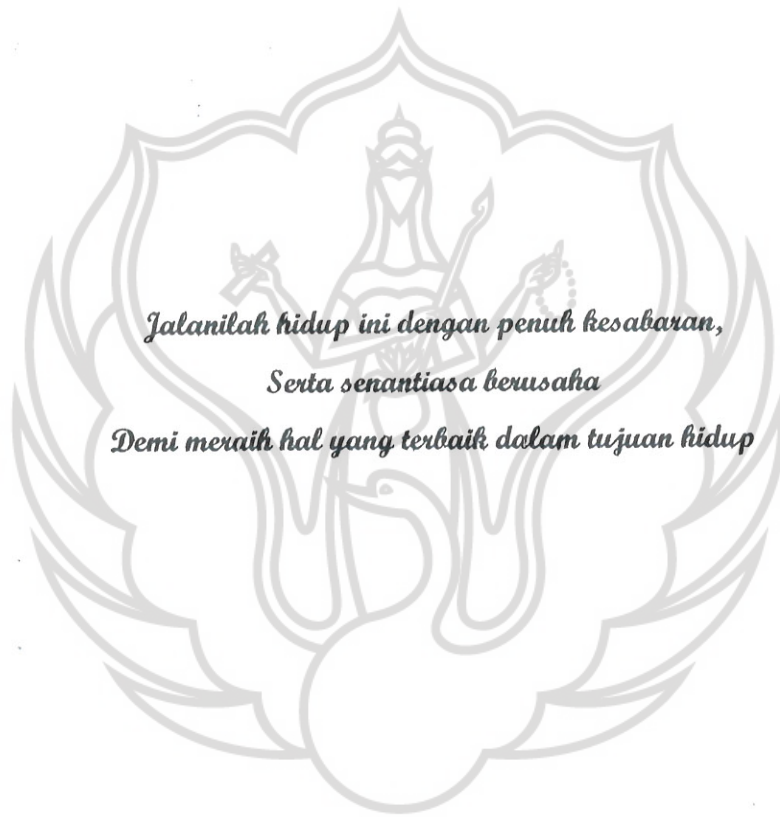 Jalanilah hidup ini dengan penuh kesabaran,
Serta senantiasa berusaha
Demi meraih hal yang terbaik dalam tujuan hidup